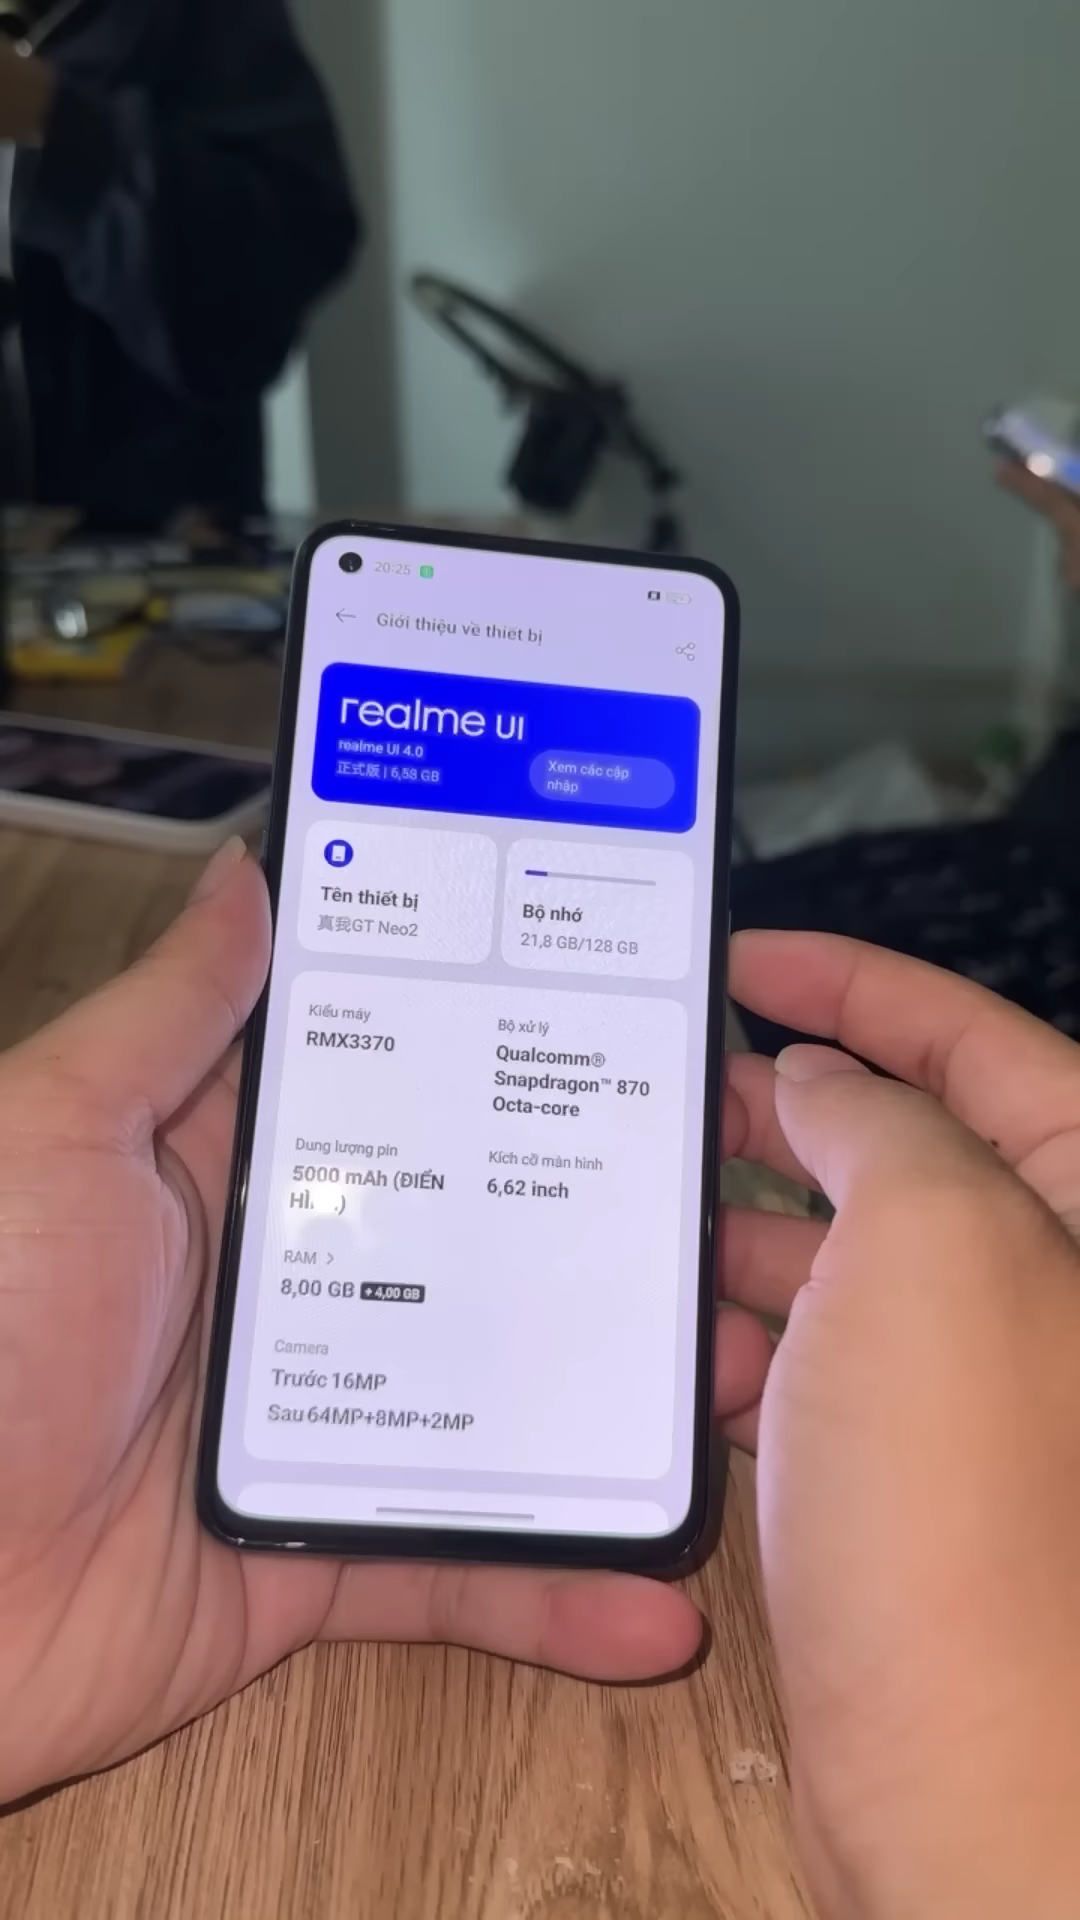 20:25
Giới thiệu về thiết bị
realme UI
realme UI 4.0
正式版 | 6,58 GB
Xem các cập
nhập
Tên thiết bị
真我GT Neo2
Bộ nhớ
21,8 GB/128 GB
Kiểu máy
RMX3370
Bộ xử lý
Qualcomm®
Snapdragon™ 870
Octa-core
Dung lượng pin
5000 mAh (ĐIỂN
Kích cỡ màn hình
6,62 inch
RAM >
8,00 GB +4,00 GB
Camera
Trước 16MP
Sau 64MP+8MP+2MP